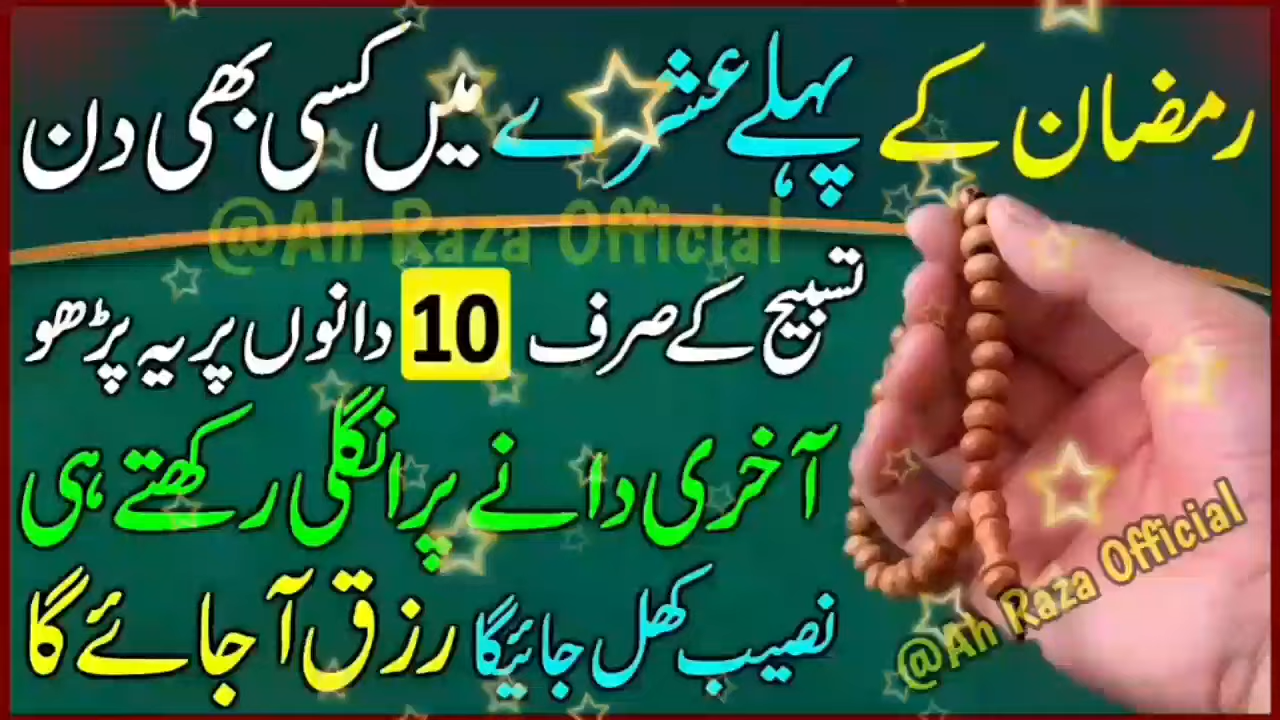 رمضان کے پہلے عشرے میں کسی بھی دن
@Ah Raza Official
تسبیح کے صرف 10 دانوں پر یہ پڑھو
آخری دانے پر انگلی رکھتے ہی
نصیب کھل جائیگا رزق آ جائے گا
@Ah Raza Official